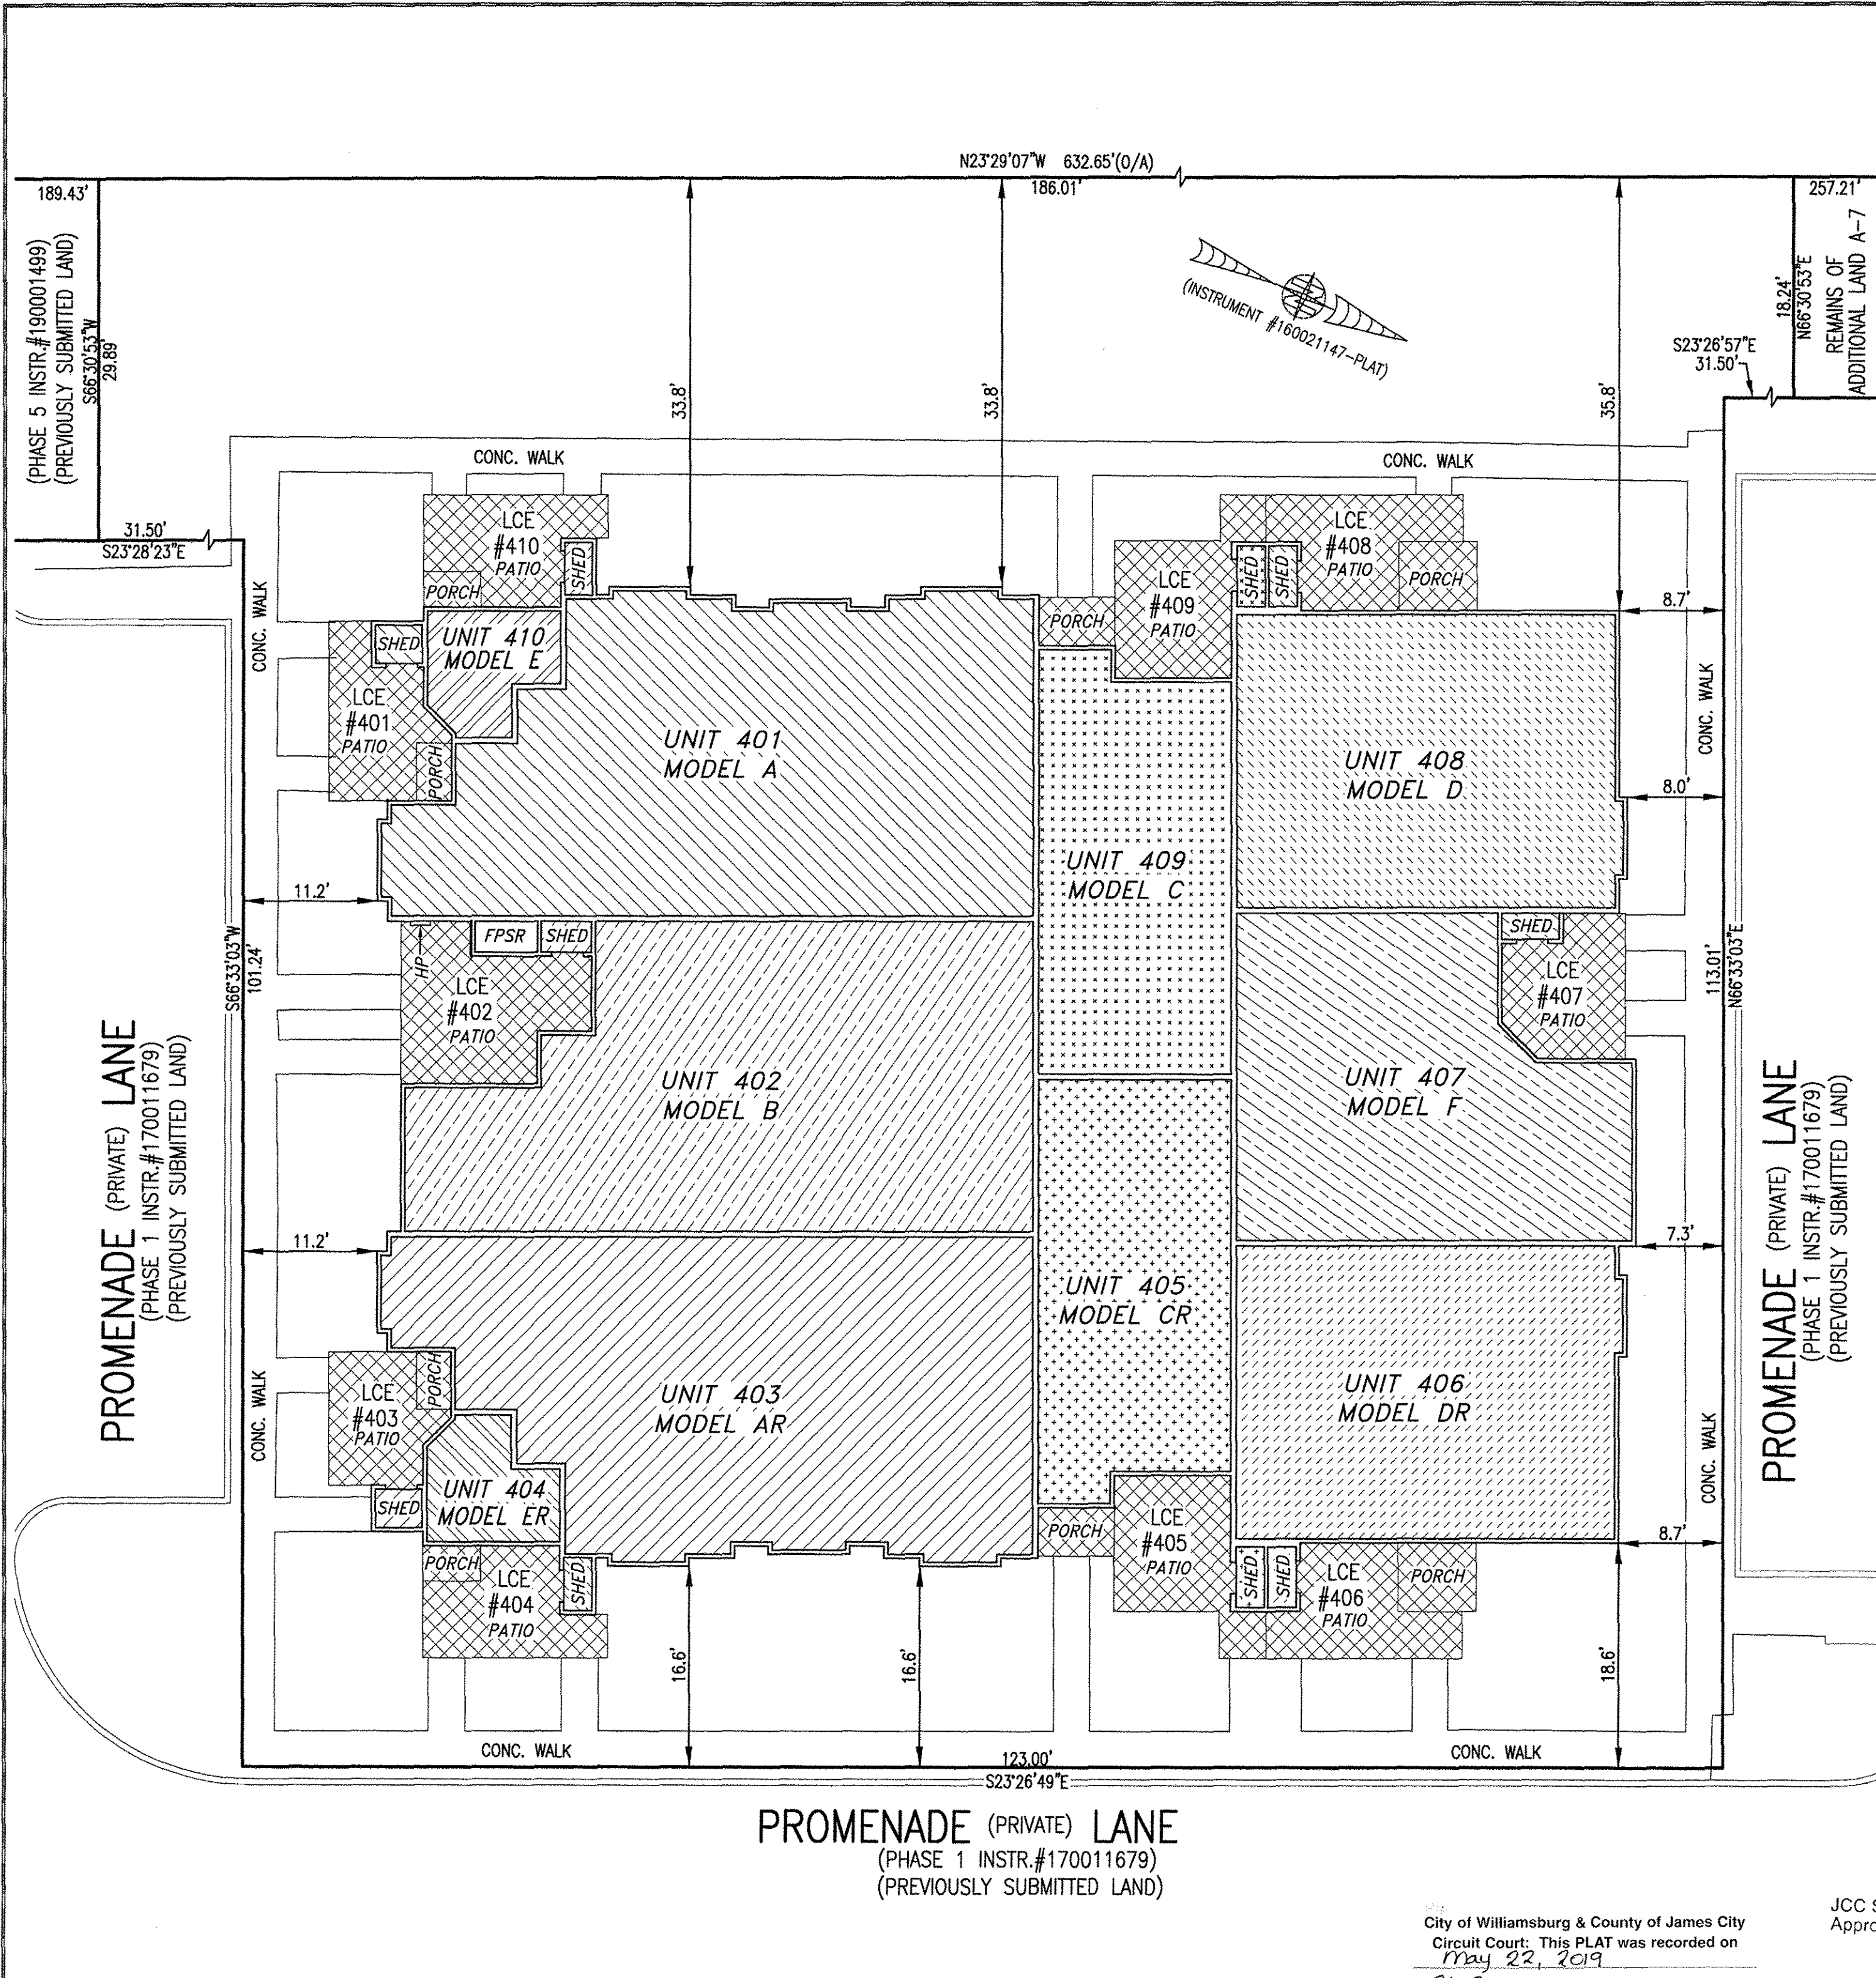 N23°29'07"W 632.65'(O/A)
189.43'
186.01'
257.21'
(PHASE 5 INSTR.#190001499)
(PREVIOUSLY SUBMITTED LAND)
S66°30'53"W
29.89'
(INSTRUMENT #160021147-PLAT)
18.24'
N66°30'53"E
REMAINS OF
ADDITIONAL LAND A-7
S23°26'57"E
31.50'
33.8'
33.8'
35.8'
CONC. WALK
CONC. WALK
31.50'
S23°28'23"E
LCE
#410
PATIO
SHED
PORCH
LCE
#408
PATIO
SHED
SHED
PORCH
LCE
#409
PATIO
PORCH
8.7'
CONC. WALK
SHED
UNIT 410
MODEL E
LCE
#401
PATIO
PORCH
UNIT 401
MODEL A
UNIT 408
MODEL D
CONC. WALK
8.0'
UNIT 409
MODEL C
11.2'
S66°33'03"W
101.24'
HP
FPSR
SHED
LCE
#402
PATIO
SHED
LCE
#407
PATIO
113.01'
N66°33'03"E
UNIT 402
MODEL B
UNIT 407
MODEL F
PROMENADE (PRIVATE) LANE
(PHASE 1 INSTR.#170011679)
(PREVIOUSLY SUBMITTED LAND)
PROMENADE (PRIVATE) LANE
(PHASE 1 INSTR.#170011679)
(PREVIOUSLY SUBMITTED LAND)
11.2'
7.3'
UNIT 405
MODEL CR
CONC. WALK
LCE
#403
PATIO
PORCH
UNIT 403
MODEL AR
UNIT 406
MODEL DR
CONC. WALK
SHED
UNIT 404
MODEL ER
PORCH
LCE
#404
PATIO
SHED
PORCH
LCE
#405
PATIO
SHED
SHED
LCE
#406
PATIO
PORCH
8.7'
16.6'
16.6'
18.6'
CONC. WALK
123.00'
CONC. WALK
S23°26'49"E
PROMENADE (PRIVATE) LANE
(PHASE 1 INSTR.#170011679)
(PREVIOUSLY SUBMITTED LAND)
City of Williamsburg & County of James City
Circuit Court: This PLAT was recorded on
May 22, 2019
JCC